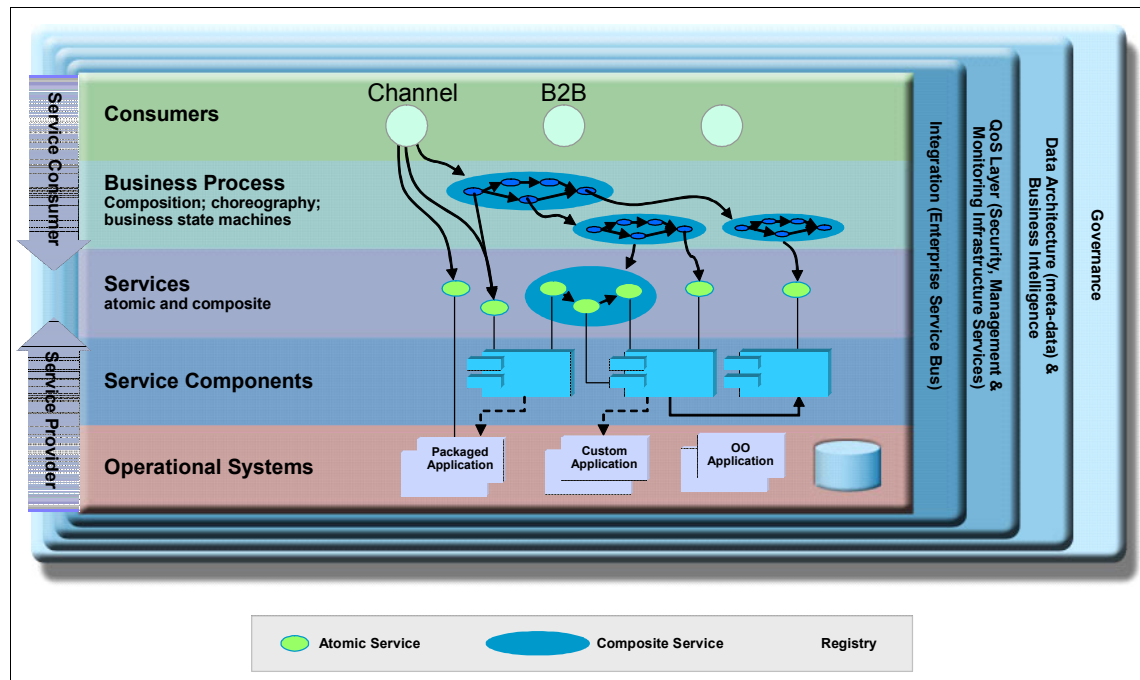 Channel
B2B
Consumers
Business Process
Composition; choreography;
business state machines
Services
atomic and composite
Service Components
Operational Systems
Packaged
Application
Custom
Application
OO
Application
Service Consumer
Service Provider
Integration (Enterprise Service Bus)
QoS Layer (Security, Management &
Monitoring Infrastructure Services)
Data Architecture (meta-data) &
Business Intelligence
Governance
Atomic Service
Composite Service
Registry